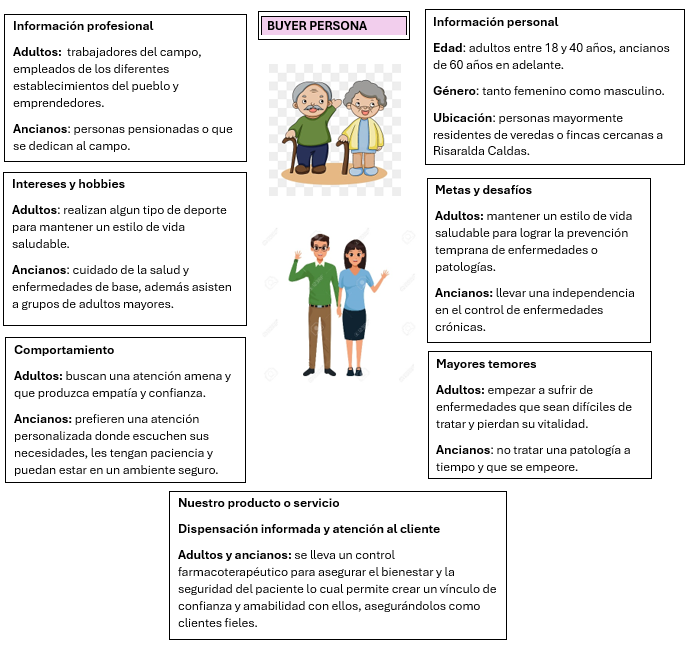 BUYER PERSONA
Información profesional
Adultos:  trabajadores del campo,
empleados de los diferentes
establecimientos del pueblo y
emprendedores.
Ancianos: personas pensionadas o que
se dedican al campo.
Información personal
Edad: adultos entre 18 y 40 años, ancianos
de 60 años en adelante.
Género: tanto femenino como masculino.
Ubicación: personas mayormente
residentes de veredas o fincas cercanas a
Risaralda Caldas.
Intereses y hobbies
Adultos: realizan algun tipo de deporte
para mantener un estilo de vida
saludable.
Ancianos: cuidado de la salud y
enfermedades de base, además asisten
a grupos de adultos mayores.
Metas y desafíos
Adultos: mantener un estilo de vida
saludable para lograr la prevención
temprana de enfermedades o
patologías.
Ancianos: llevar una independencia
en el control de enfermedades
crónicas.
Comportamiento
Adultos: buscan una atención amena y
que produzca empatía y confianza.
Ancianos: prefieren una atención
personalizada donde escuchen sus
necesidades, les tengan paciencia y
puedan estar en un ambiente seguro.
Mayores temores
Adultos: empezar a sufrir de
enfermedades que sean difíciles de
tratar y pierdan su vitalidad.
Ancianos: no tratar una patología a
tiempo y que se empeore.
Nuestro producto o servicio
Dispensación informada y atención al cliente
Adultos y ancianos: se lleva un control
farmacoterapéutico para asegurar el bienestar y la
seguridad del paciente lo cual permite crear un vínculo de
confianza y amabilidad con ellos, asegurándolos como
clientes fieles.